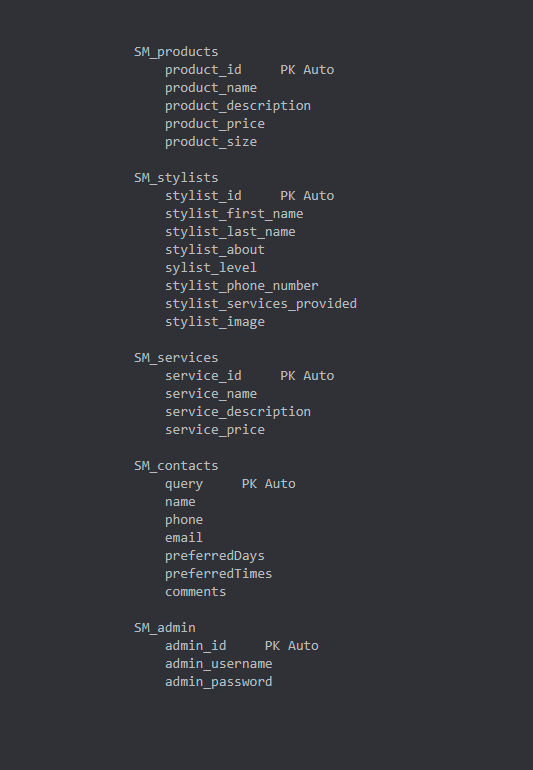 SM_products
product_id PK Auto
product_name
product_description
product_price
product_size
SM_stylists
stylist_id PK Auto
stylist_first_name
stylist_last_name
stylist_about
sylist_level
stylist_phone_number
stylist_services_provided
stylist_image
SM_services
service_id PK Auto
service_name
service_description
service_price
SM_contacts
query PK Auto
name
phone
email
preferredDays
preferredTimes
comments
SM_admin
admin_id PK Auto
admin_username
admin_password